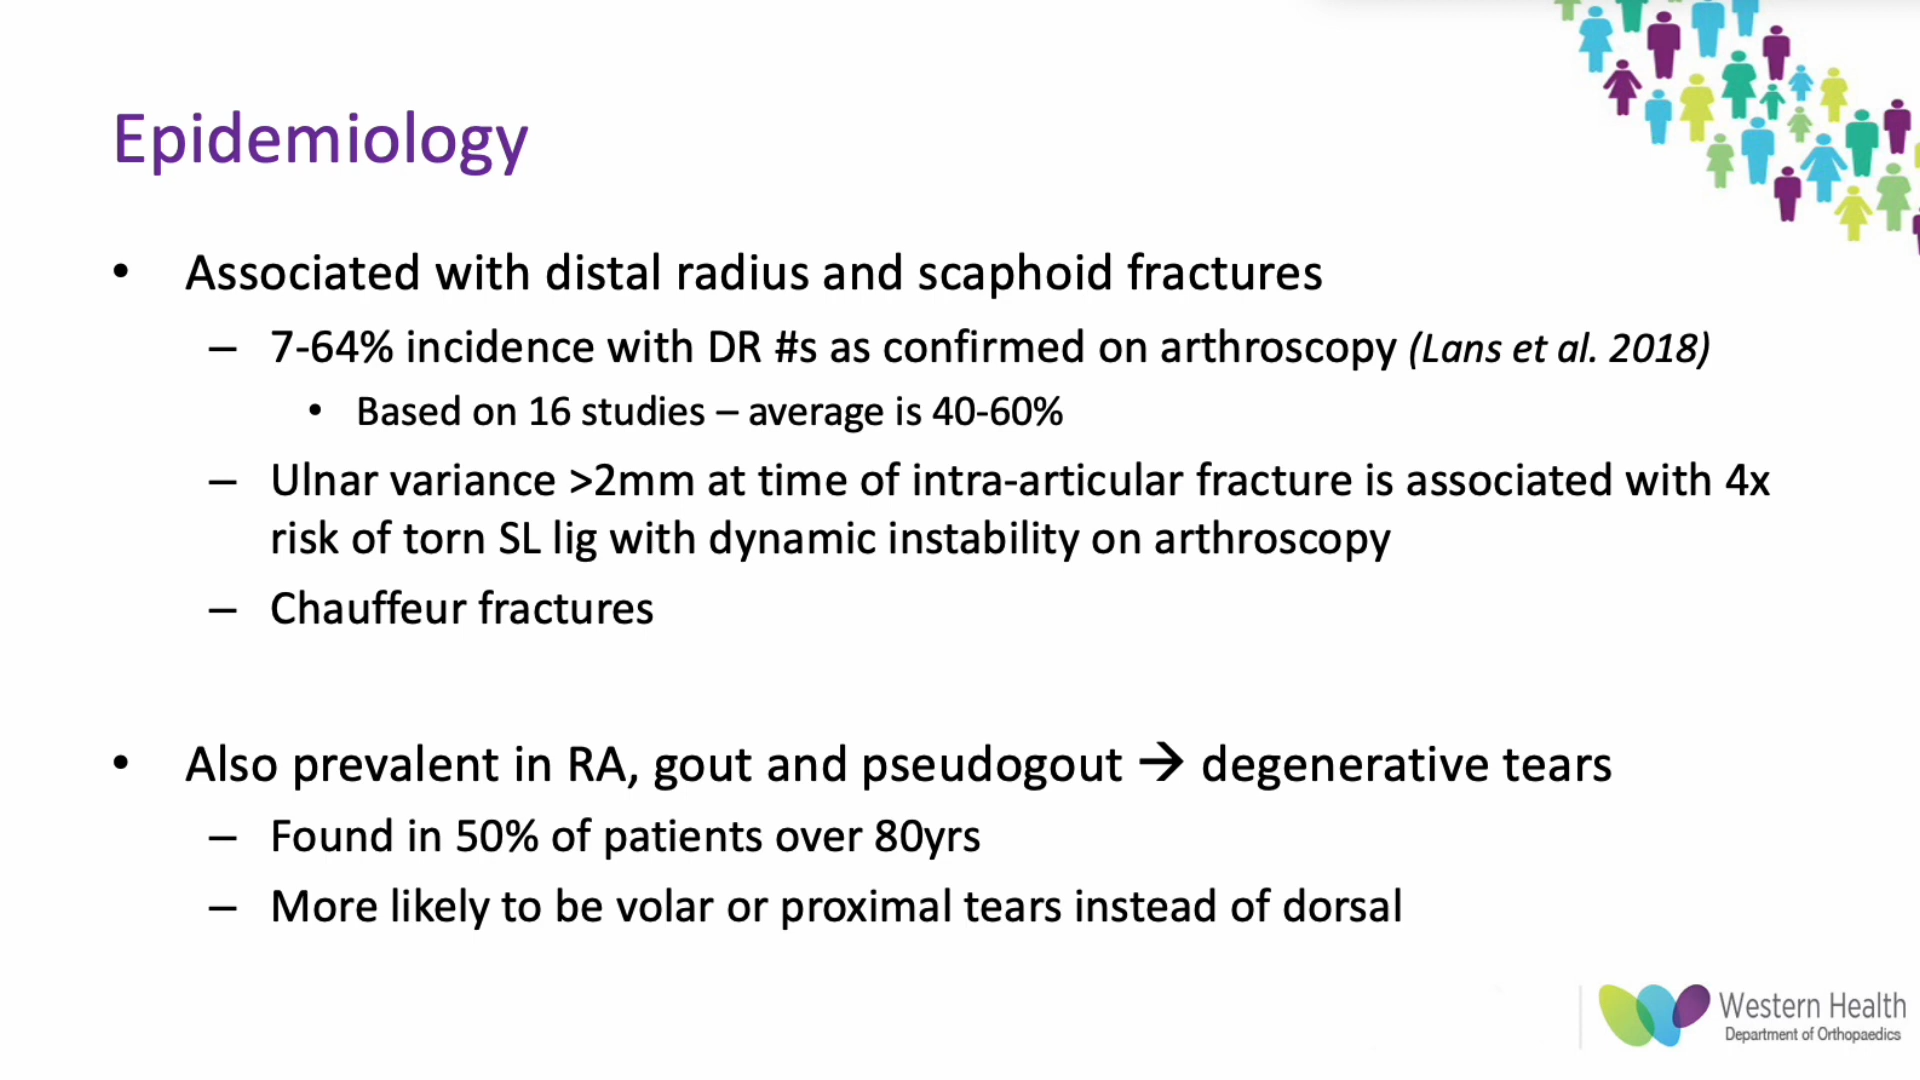 Epidemiology
• Associated with distal radius and scaphoid fractures
– 7-64% incidence with DR #s as confirmed on arthroscopy (Lans et al. 2018)
• Based on 16 studies – average is 40-60%
– Ulnar variance >2mm at time of intra-articular fracture is associated with 4x
risk of torn SL lig with dynamic instability on arthroscopy
– Chauffeur fractures
• Also prevalent in RA, gout and pseudogout → degenerative tears
– Found in 50% of patients over 80yrs
– More likely to be volar or proximal tears instead of dorsal
Western Health
Department of Orthopaedics